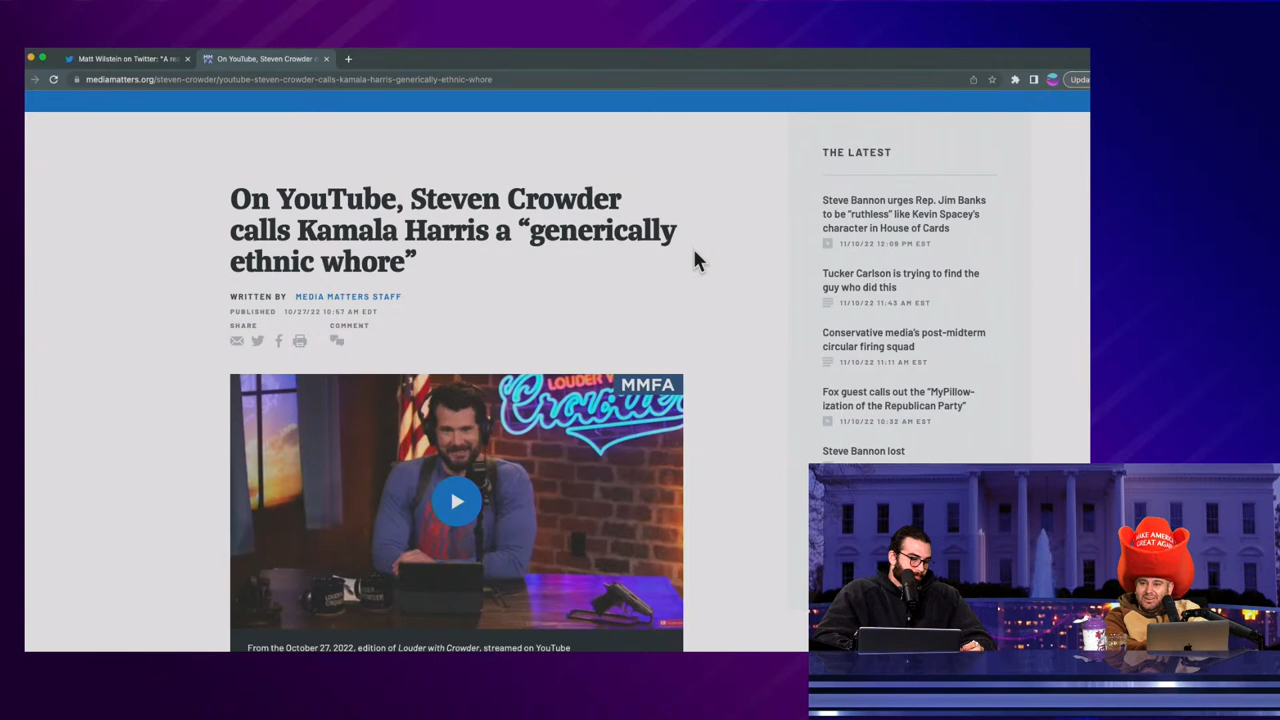 Matt Wilstein on Twitter: "A re
On YouTube, Steven Crowder c
mediamatters.org/steven-crowder/youtube-steven-crowder-calls-kamala-harris-generically-ethnic-whore
Upda
On YouTube, Steven Crowder
calls Kamala Harris a “generically
ethnic whore”
WRITTEN BY MEDIA MATTERS STAFF
PUBLISHED 10/27/22 10:57 AM EDT
SHARE COMMENT
LOUDER
Crowder
MMFA
LOUDER
CROWDER
From the October 27, 2022, edition of Louder with Crowder, streamed on YouTube
THE LATEST
Steve Bannon urges Rep. Jim Banks
to be “ruthless” like Kevin Spacey’s
character in House of Cards
11/10/22 12:09 PM EST
Tucker Carlson is trying to find the
guy who did this
11/10/22 11:43 AM EST
Conservative media’s post-midterm
circular firing squad
11/10/22 11:11 AM EST
Fox guest calls out the “MyPillow-
ization of the Republican Party”
11/10/22 10:32 AM EST
Steve Bannon lost
MAKE AMERICA
GREAT AGAIN